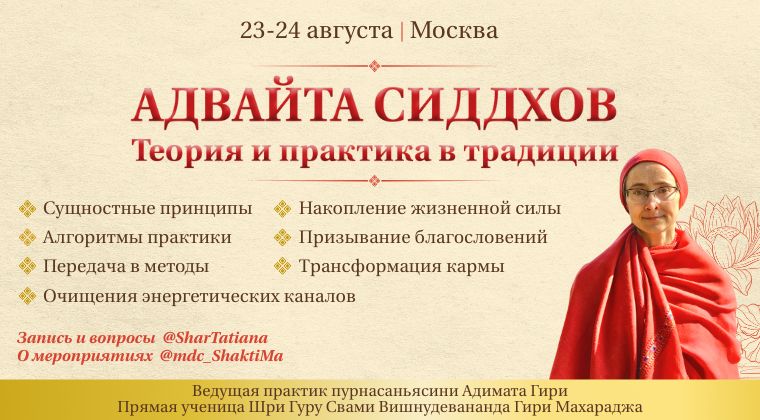 23-24 августа | Москва
АДВАЙТА СИДДХОВ
Теория и практика в традиции
Сущностные принципы
Алгоритмы практики
Передача в методы
Очищения энергетических каналов
Накопление жизненной силы
Призывание благословений
Трансформация кармы
Запись и вопросы @SharTatiana
О мероприятиях @mdc_ShaktiMa
Ведущая практик пурнасаньясини Адимата Гири
Прямая ученица Шри Гуру Свами Вишнудевананда Гири Махараджа